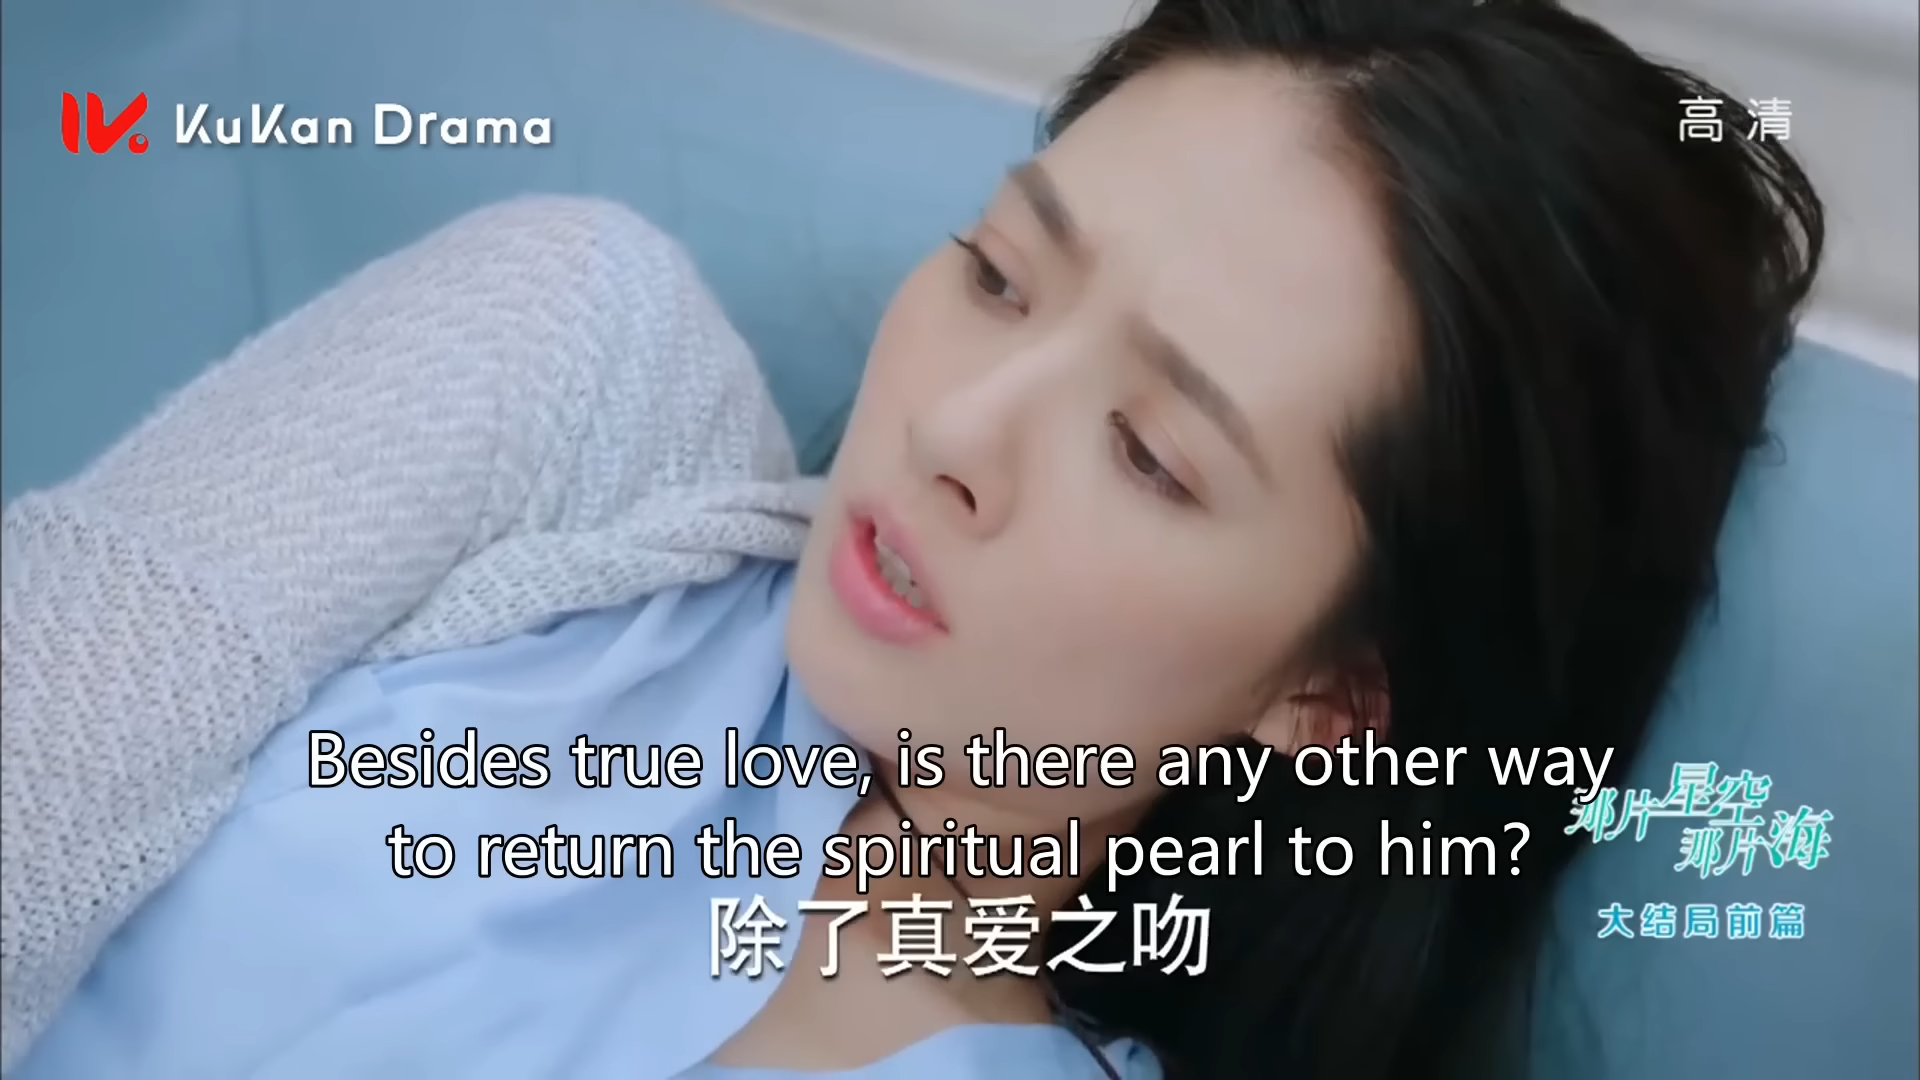 KuKan Drama
高清
Besides true love, is there any other way
to return the spiritual pearl to him?
那片星空
那片海
除了真爱之吻
大结局前篇